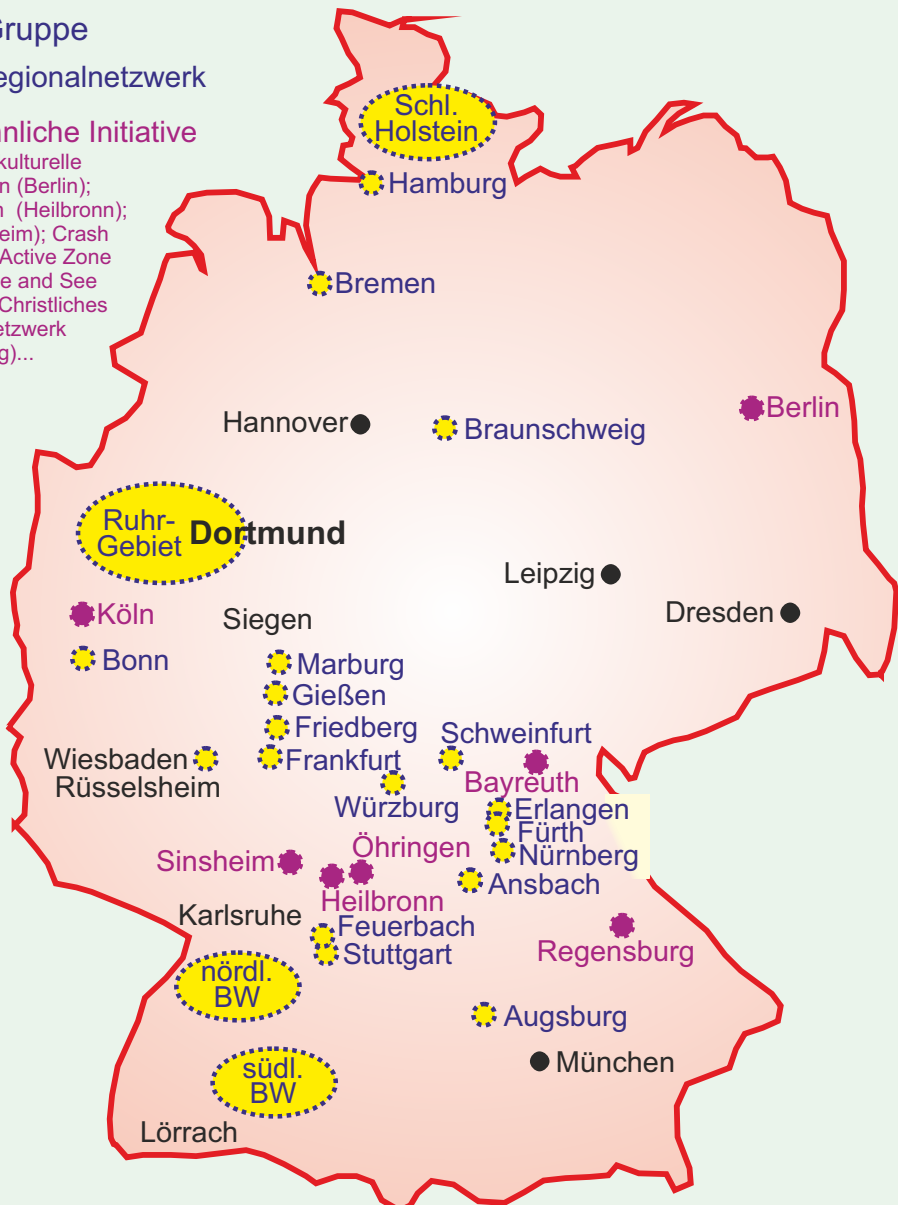 Gruppe
egionalnetzwerk
nliche Initiative
kulturelle
n (Berlin);
n (Heilbronn);
eim); Crash
Active Zone
e and See
Christliches
etzwerk
g)...
Schl.
Holstein
Hamburg
Bremen
Berlin
Hannover
Braunschweig
Ruhr-
Gebiet Dortmund
Leipzig
Köln
Siegen
Dresden
Bonn
Marburg
Gießen
Friedberg
Schweinfurt
Wiesbaden
Frankfurt
Rüsselsheim
Bayreuth
Würzburg
Erlangen
Fürth
Öhringen
Nürnberg
Sinsheim
Ansbach
Heilbronn
Karlsruhe
Feuerbach
Regensburg
Stuttgart
nördl.
BW
Augsburg
München
südl.
BW
Lörrach